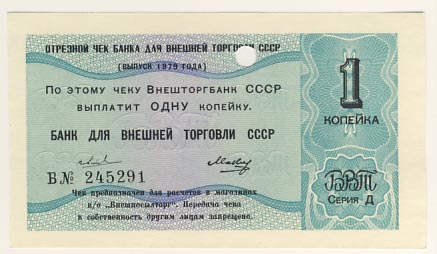 ОТРЕЗНОЙ ЧЕК БАНКА ДЛЯ ВНЕШНЕЙ ТОРГОВЛИ СССР
(ВЫПУСК 1979 ГОДА)
По этому чеку Внешторгбанк СССР
выплатит ОДНУ копейку.
БАНК ДЛЯ ВНЕШНЕЙ ТОРГОВЛИ СССР
В № 245291
Чек предназначен для расчетов в магазинах
в/о „Внешпосылторг". Передача чека
в собственность другим лицам запрещена.
1
КОПЕЙКА
БВТ
Серия Д